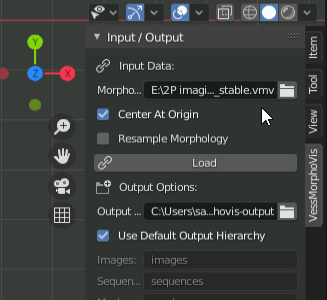 Input / Output
Input Data:
Morpho... E:\2P imagi..._stable.vmv
Center At Origin
Resample Morphology
Load
Output Options:
Output ... C:\Users\sa...hovis-output
Use Default Output Hierarchy
Images: images
Sequen... sequences
Y
Z
X
Item
Tool
View
VessMorphoVis